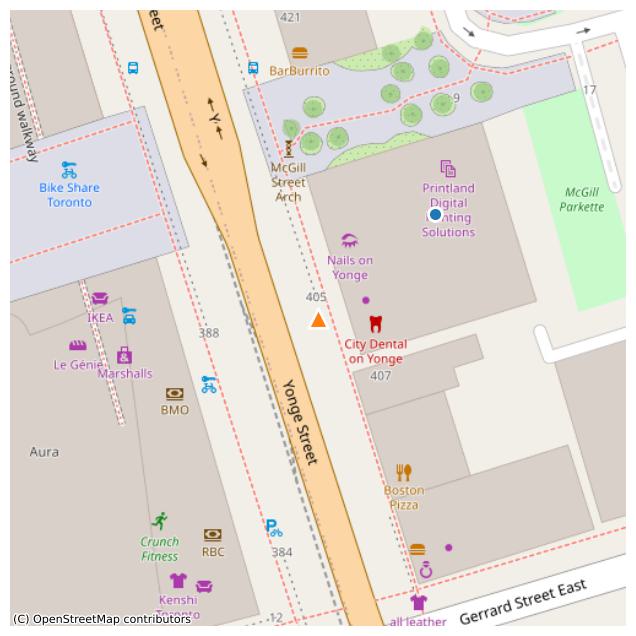 421
Street
BarBurrito
Y
9
17
round walkway
McGill
Street
Arch
Bike Share
Toronto
Printland
Digital
Printing
Solutions
McGill
Parkette
Nails on
Yonge
405
IKEA
388
City Dental
on Yonge
Le Génie
Marshalls
407
BMO
Yonge Street
Aura
Boston
Pizza
Crunch
Fitness
RBC
384
Kenshi
Toronto
12
all leather
Gerrard Street East
(C) OpenStreetMap contributors